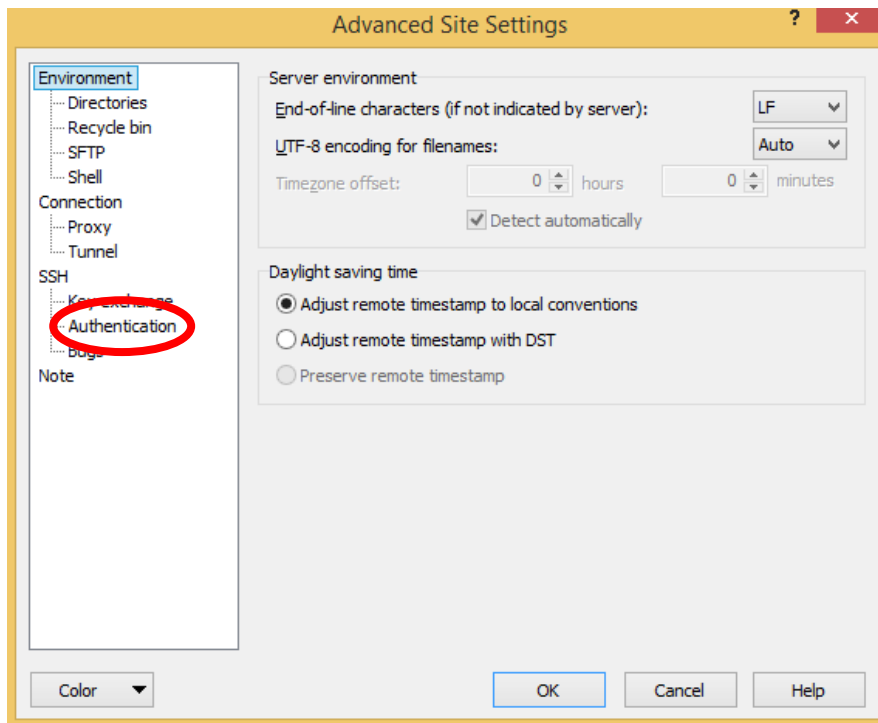 Advanced Site Settings ? ×
Environment
Directories
Recycle bin
SFTP
Shell
Connection
Proxy
Tunnel
SSH
Key exchange
Authentication
Bugs
Note
Server environment
End-of-line characters (if not indicated by server): LF
UTF-8 encoding for filenames: Auto
Timezone offset: 0 hours 0 minutes
Detect automatically
Daylight saving time
Adjust remote timestamp to local conventions
Adjust remote timestamp with DST
Preserve remote timestamp
Color OK Cancel Help